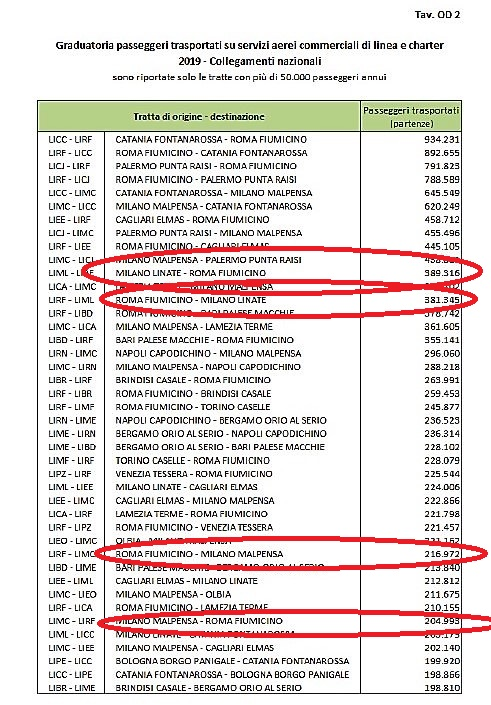 Tav. OD 2
Graduatoria passeggeri trasportati su servizi aerei commerciali di linea e charter
2019 - Collegamenti nazionali
sono riportate solo le tratte con più di 50.000 passeggeri annui
Tratta di origine - destinazione Passeggeri trasportati (partenze)
LICC - LIRF CATANIA FONTANAROSSA - ROMA FIUMICINO 934.231
LIRF - LICC ROMA FIUMICINO - CATANIA FONTANAROSSA 892.655
LICJ - LIRF PALERMO PUNTA RAISI - ROMA FIUMICINO 791.823
LIRF - LICJ ROMA FIUMICINO - PALERMO PUNTA RAISI 788.589
LICC - LIMC CATANIA FONTANAROSSA - MILANO MALPENSA 645.549
LIMC - LICC MILANO MALPENSA - CATANIA FONTANAROSSA 620.249
LIEE - LIRF CAGLIARI ELMAS - ROMA FIUMICINO 458.712
LICJ - LIMC PALERMO PUNTA RAISI - MILANO MALPENSA 455.496
LIRF - LIEE ROMA FIUMICINO - CAGLIARI ELMAS 445.105
LIMC - LICJ MILANO MALPENSA - PALERMO PUNTA RAISI
LIML - LIRF MILANO LINATE - ROMA FIUMICINO 389.316
LICA - LIMC LAMEZIA TERME - MILANO MALPENSA
LIRF - LIML ROMA FIUMICINO - MILANO LINATE 381.345
LIRF - LIBD ROMA FIUMICINO - BARI PALESE MACCHIE 378.742
LIMC - LICA MILANO MALPENSA - LAMEZIA TERME 361.605
LIBD - LIRF BARI PALESE MACCHIE - ROMA FIUMICINO 355.141
LIRN - LIMC NAPOLI CAPODICHINO - MILANO MALPENSA 296.060
LIMC - LIRN MILANO MALPENSA - NAPOLI CAPODICHINO 288.218
LIBR - LIRF BRINDISI CASALE - ROMA FIUMICINO 263.991
LIRF - LIBR ROMA FIUMICINO - BRINDISI CASALE 259.453
LIRF - LIMF ROMA FIUMICINO - TORINO CASELLE 245.877
LIRN - LIME NAPOLI CAPODICHINO - BERGAMO ORIO AL SERIO 236.523
LIME - LIRN BERGAMO ORIO AL SERIO - NAPOLI CAPODICHINO 236.314
LIME - LIBD BERGAMO ORIO AL SERIO - BARI PALESE MACCHIE 228.102
LIMF - LIRF TORINO CASELLE - ROMA FIUMICINO 228.079
LIPZ - LIRF VENEZIA TESSERA - ROMA FIUMICINO 225.544
LIML - LIEE MILANO LINATE - CAGLIARI ELMAS 224.006
LIEE - LIMC CAGLIARI ELMAS - MILANO MALPENSA 222.866
LICA - LIRF LAMEZIA TERME - ROMA FIUMICINO 221.798
LIRF - LIPZ ROMA FIUMICINO - VENEZIA TESSERA 221.457
LIEO - LIMC OLBIA - MILANO MALPENSA
LIRF - LIMC ROMA FIUMICINO - MILANO MALPENSA 216.972
LIBD - LIME BARI PALESE MACCHIE - BERGAMO ORIO AL SERIO 213.840
LIEE - LIML CAGLIARI ELMAS - MILANO LINATE 212.812
LIMC - LIEO MILANO MALPENSA - OLBIA 211.675
LIRF - LICA ROMA FIUMICINO - LAMEZIA TERME 210.155
LIMC - LIRF MILANO MALPENSA - ROMA FIUMICINO 204.993
LIML - LICC MILANO LINATE - CATANIA FONTANAROSSA
LIMC - LIEE MILANO MALPENSA - CAGLIARI ELMAS 202.140
LIPE - LICC BOLOGNA BORGO PANIGALE - CATANIA FONTANAROSSA 199.920
LICC - LIPE CATANIA FONTANAROSSA - BOLOGNA BORGO PANIGALE 198.866
LIBR - LIME BRINDISI CASALE - BERGAMO ORIO AL SERIO 198.810